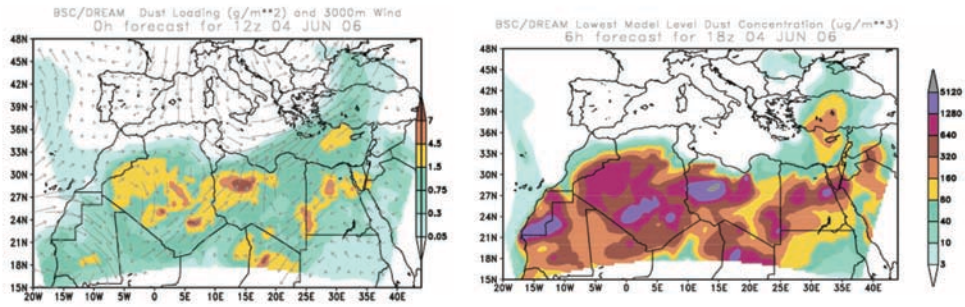 BSC/DREAM Dust Loading (g/m**2) and 3000m Wind
0h forecast for 12z 04 JUN 06
48N
45N
42N
39N
36N
33N
30N
27N
24N
21N
18N
15N
20W 15W 10W 5W 0 5E 10E 15E 20E 25E 30E 35E 40E
7
4.5
1.5
0.75
0.3
0.05
BSC/DREAM Lowest Model Level Dust Concentration (ug/m**3)
6h forecast for 18z 04 JUN 06
48N
45N
42N
39N
36N
33N
30N
27N
24N
21N
18N
15N
20W 15W 10W 5W 0 5E 10E 15E 20E 25E 30E 35E 40E
5120
1280
640
320
160
80
40
10
3